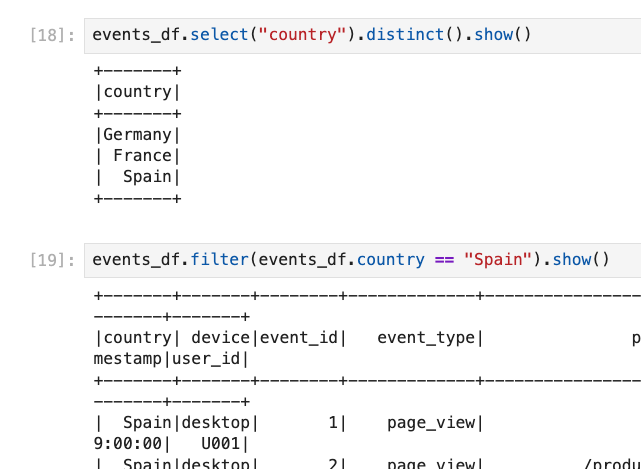 [18]: events_df.select("country").distinct().show()
+-------+
|country|
+-------+
|Germany|
| France|
|  Spain|
+-------+
[19]: events_df.filter(events_df.country == "Spain").show()
+-------+-------+--------+-------------+----------------
-------+-------+
|country| device|event_id|   event_type|               p
mestamp|user_id|
+-------+-------+--------+-------------+----------------
-------+-------+
|  Spain|desktop|       1|    page_view|
9:00:00|   U001|
|  Spain|desktop|       2|    page_view|          /produ